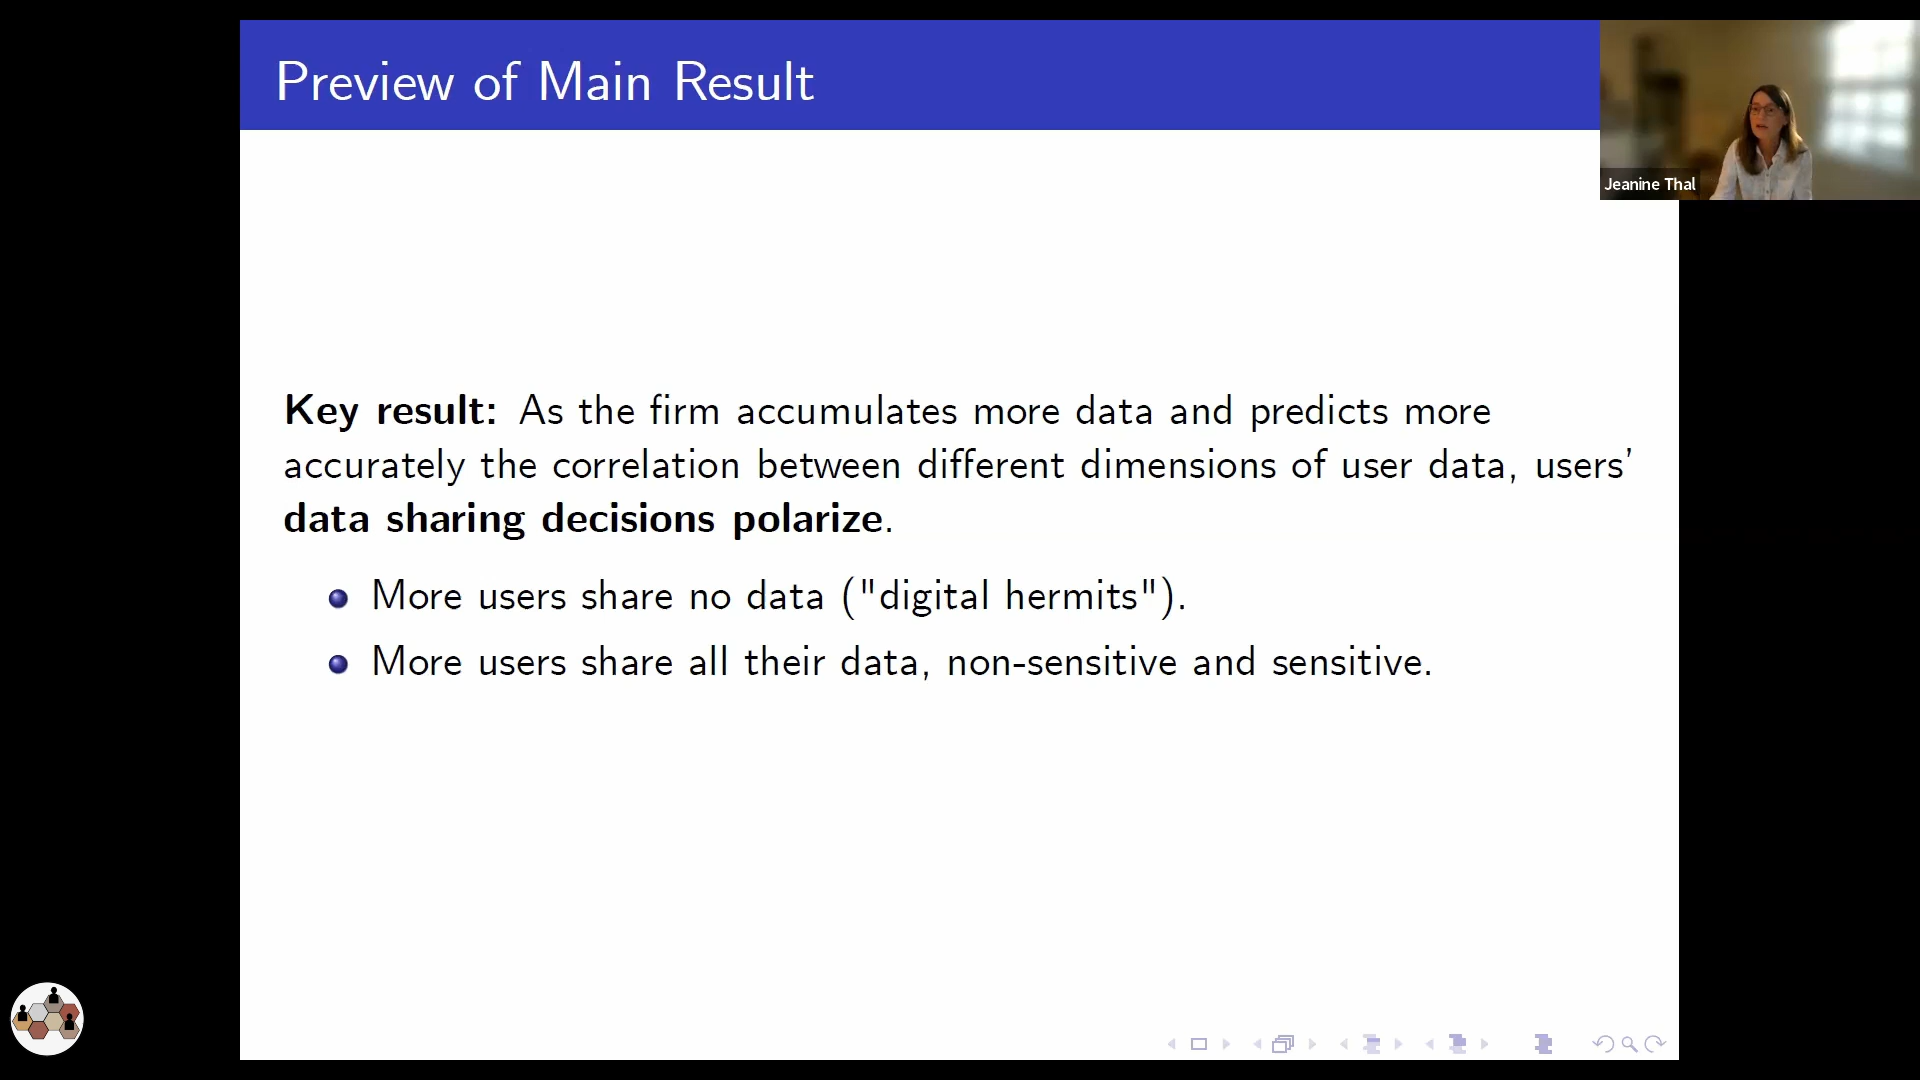 Preview of Main Result
Jeanine Thal
Key result: As the firm accumulates more data and predicts more
accurately the correlation between different dimensions of user data, users'
data sharing decisions polarize.
More users share no data ("digital hermits").
More users share all their data, non-sensitive and sensitive.